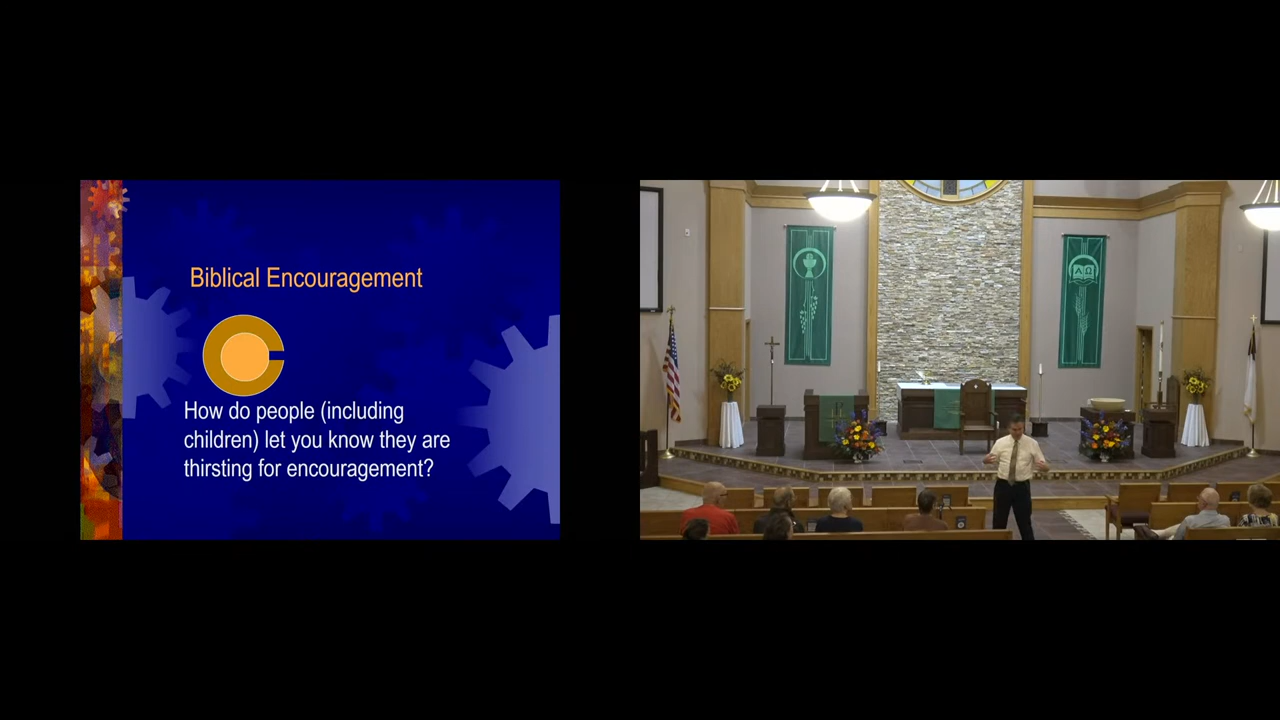 Biblical Encouragement
How do people (including
children) let you know they are
thirsting for encouragement?
Α Ω